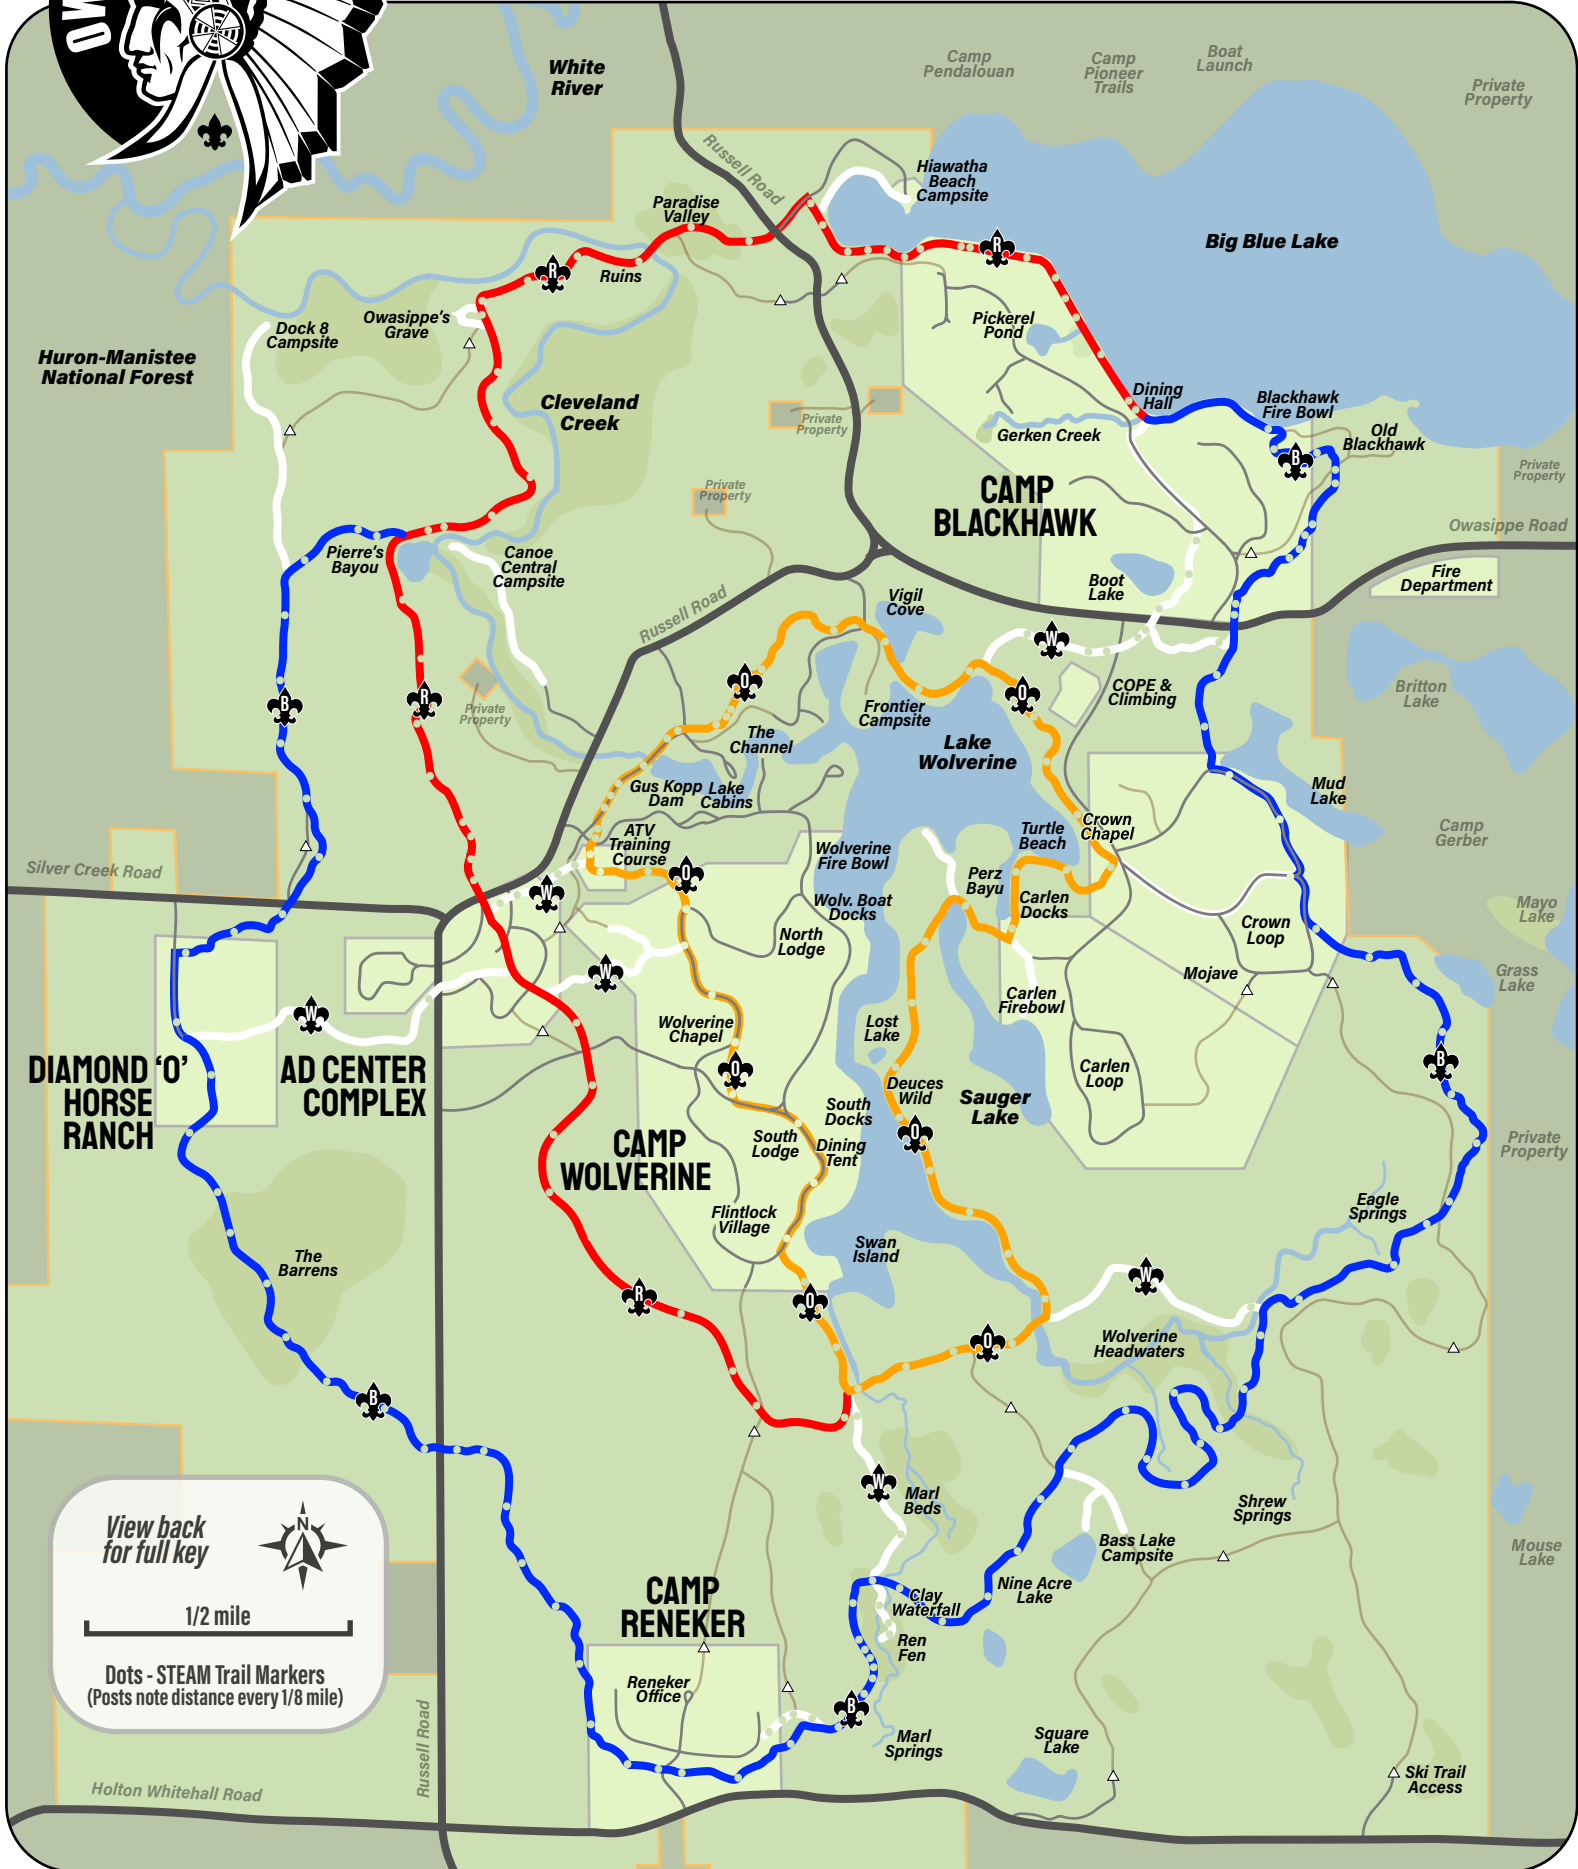 OW
White
River
Camp
Pendalouan
Camp
Pioneer
Trails
Boat
Launch
Private
Property
Russell Road
Hiawatha
Beach
Campsite
Paradise
Valley
R
Big Blue Lake
R
Ruins
Owasippe's
Grave
Dock 8
Campsite
Pickerel
Pond
Huron-Manistee
National Forest
Cleveland
Creek
Private
Property
Dining
Hall
Blackhawk
Fire Bowl
Gerken Creek
Old
Blackhawk
B
Private
Property
Private
Property
CAMP
BLACKHAWK
Owasippe Road
Pierre's
Bayou
Canoe
Central
Campsite
Boot
Lake
Fire
Department
Russell Road
Vigil
Cove
W
O
O
COPE &
Climbing
Britton
Lake
B
R
Private
Property
Frontier
Campsite
The
Channel
Lake
Wolverine
Gus Kopp
Dam
Lake
Cabins
Mud
Lake
ATV
Training
Course
Turtle
Beach
Crown
Chapel
Camp
Gerber
Wolverine
Fire Bowl
Silver Creek Road
W
O
Perz
Bayu
Carlen
Docks
Wolv. Boat
Docks
Mayo
Lake
North
Lodge
Crown
Loop
W
Mojave
Grass
Lake
Carlen
Firebowl
W
Wolverine
Chapel
Lost
Lake
DIAMOND ‘O’
HORSE
RANCH
AD CENTER
COMPLEX
O
Carlen
Loop
B
Deuces
Wild
Sauger
Lake
South
Docks
O
CAMP
WOLVERINE
South
Lodge
Dining
Tent
Private
Property
Flintlock
Village
Eagle
Springs
Swan
Island
The
Barrens
W
R
O
O
Wolverine
Headwaters
B
W
Marl
Beds
Shrew
Springs
View back
for full key
N
Bass Lake
Campsite
Mouse
Lake
1/2 mile
CAMP
RENEKER
Clay
Waterfall
Nine Acre
Lake
Ren
Fen
Dots - STEAM Trail Markers
(Posts note distance every 1/8 mile)
Reneker
Office
B
Marl
Springs
Square
Lake
Russell Road
Holton Whitehall Road
Ski Trail
Access